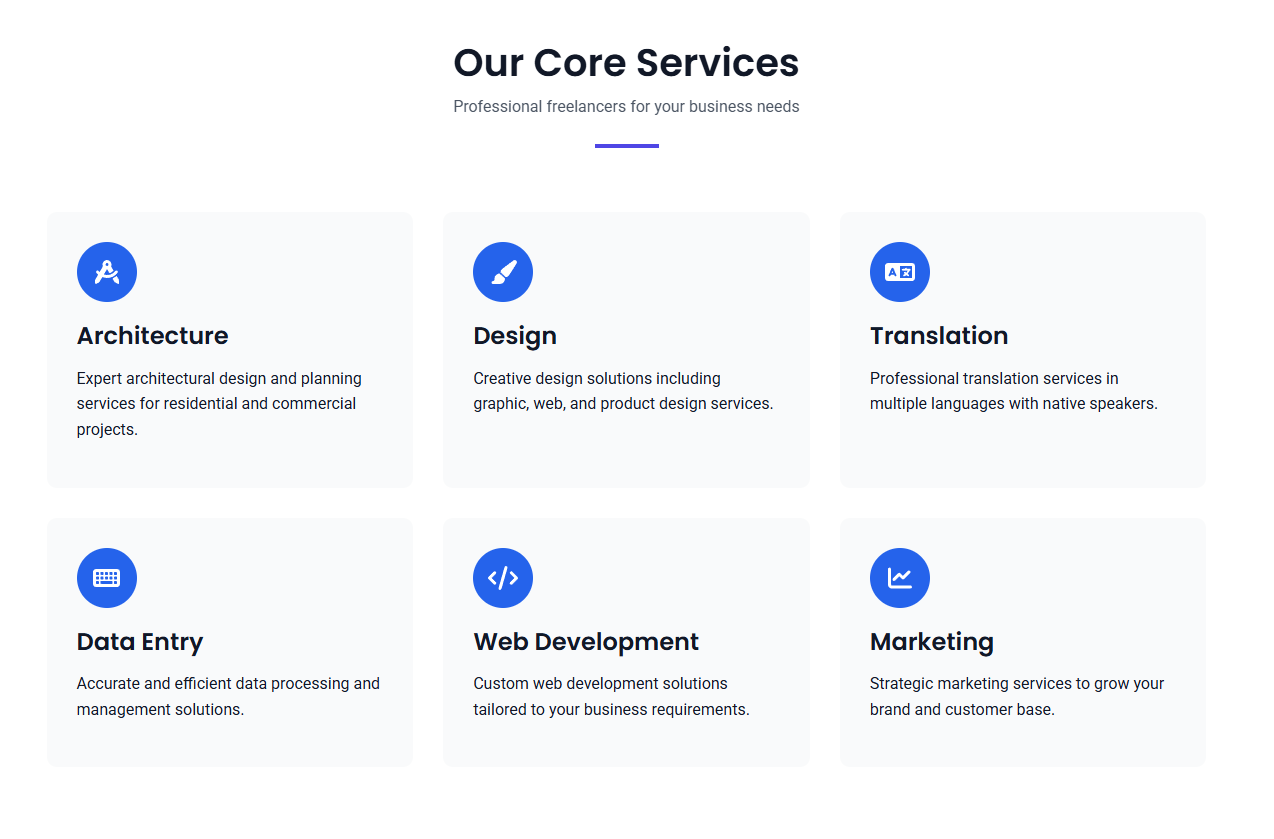 Our Core Services
Professional freelancers for your business needs
Architecture
Expert architectural design and planning
services for residential and commercial
projects.
Design
Creative design solutions including
graphic, web, and product design services.
Translation
Professional translation services in
multiple languages with native speakers.
Data Entry
Accurate and efficient data processing and
management solutions.
Web Development
Custom web development solutions
tailored to your business requirements.
Marketing
Strategic marketing services to grow your
brand and customer base.